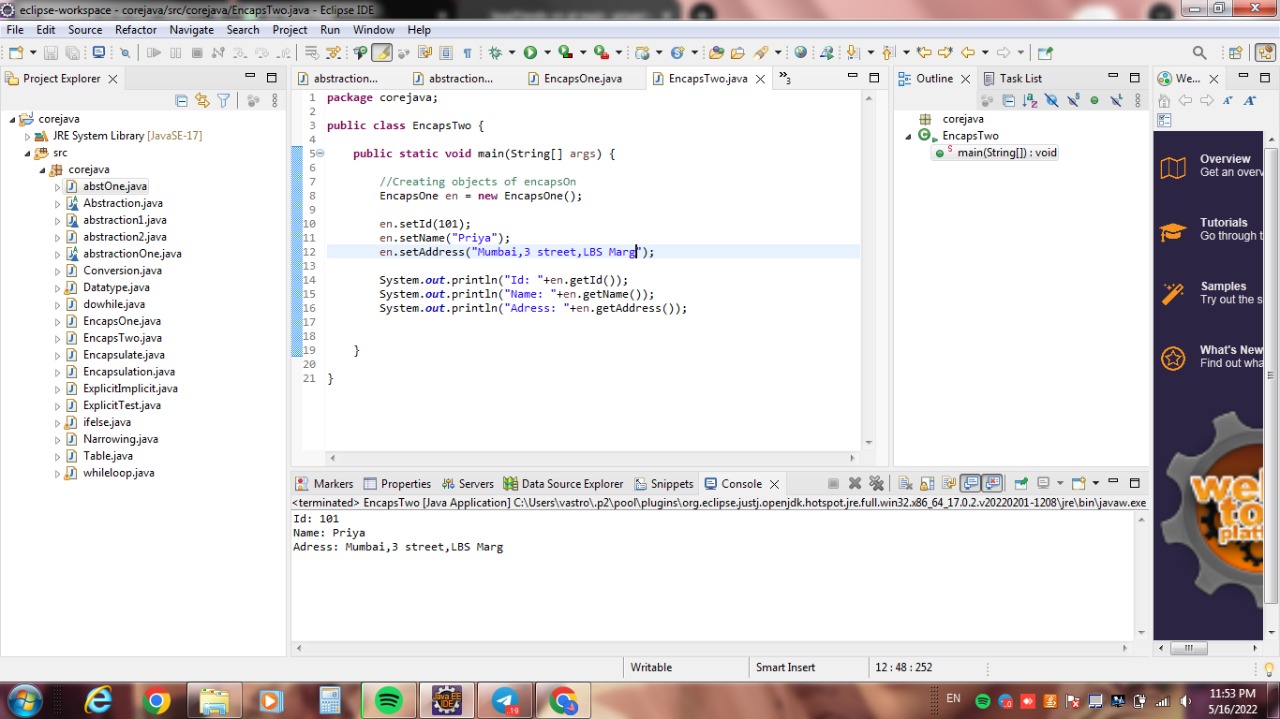 eclipse-workspace - corejava/src/corejava/EncapsTwo.java - Eclipse IDE
File Edit Source Refactor Navigate Search Project Run Window Help
Project Explorer
corejava
JRE System Library [JavaSE-17]
src
corejava
abstOne.java
Abstraction.java
abstraction1.java
abstraction2.java
abstractionOne.java
Conversion.java
Datatype.java
dowhile.java
EncapsOne.java
EncapsTwo.java
Encapsulate.java
Encapsulation.java
ExplicitImplicit.java
ExplicitTest.java
ifelse.java
Narrowing.java
Table.java
whileloop.java
abstraction... abstraction... EncapsOne.java EncapsTwo.java »3
1 package corejava;
2
3 public class EncapsTwo {
4
5 public static void main(String[] args) {
6
7 //Creating objects of encapsOn
8 EncapsOne en = new EncapsOne();
9
10 en.setId(101);
11 en.setName("Priya");
12 en.setAddress("Mumbai,3 street,LBS Marg");
13
14 System.out.println("Id: "+en.getId());
15 System.out.println("Name: "+en.getName());
16 System.out.println("Adress: "+en.getAddress());
17
18
19 }
20
21 }
Outline Task List
corejava
EncapsTwo
main(String[]) : void
We...
Overview
Get an overv
Tutorials
Go through t
Samples
Try out the s
What's New
Find out wha
Markers Properties Servers Data Source Explorer Snippets Console
<terminated> EncapsTwo [Java Application] C:\Users\vastro\.p2\pool\plugins\org.eclipse.justj.openjdk.hotspot.jre.full.win32.x86_64_17.0.2.v20220201-1208\jre\bin\javaw.exe
Id: 101
Name: Priya
Adress: Mumbai,3 street,LBS Marg
Writable Smart Insert 12 : 48 : 252
Java EE
IDE
19
EN
11:53 PM
5/16/2022